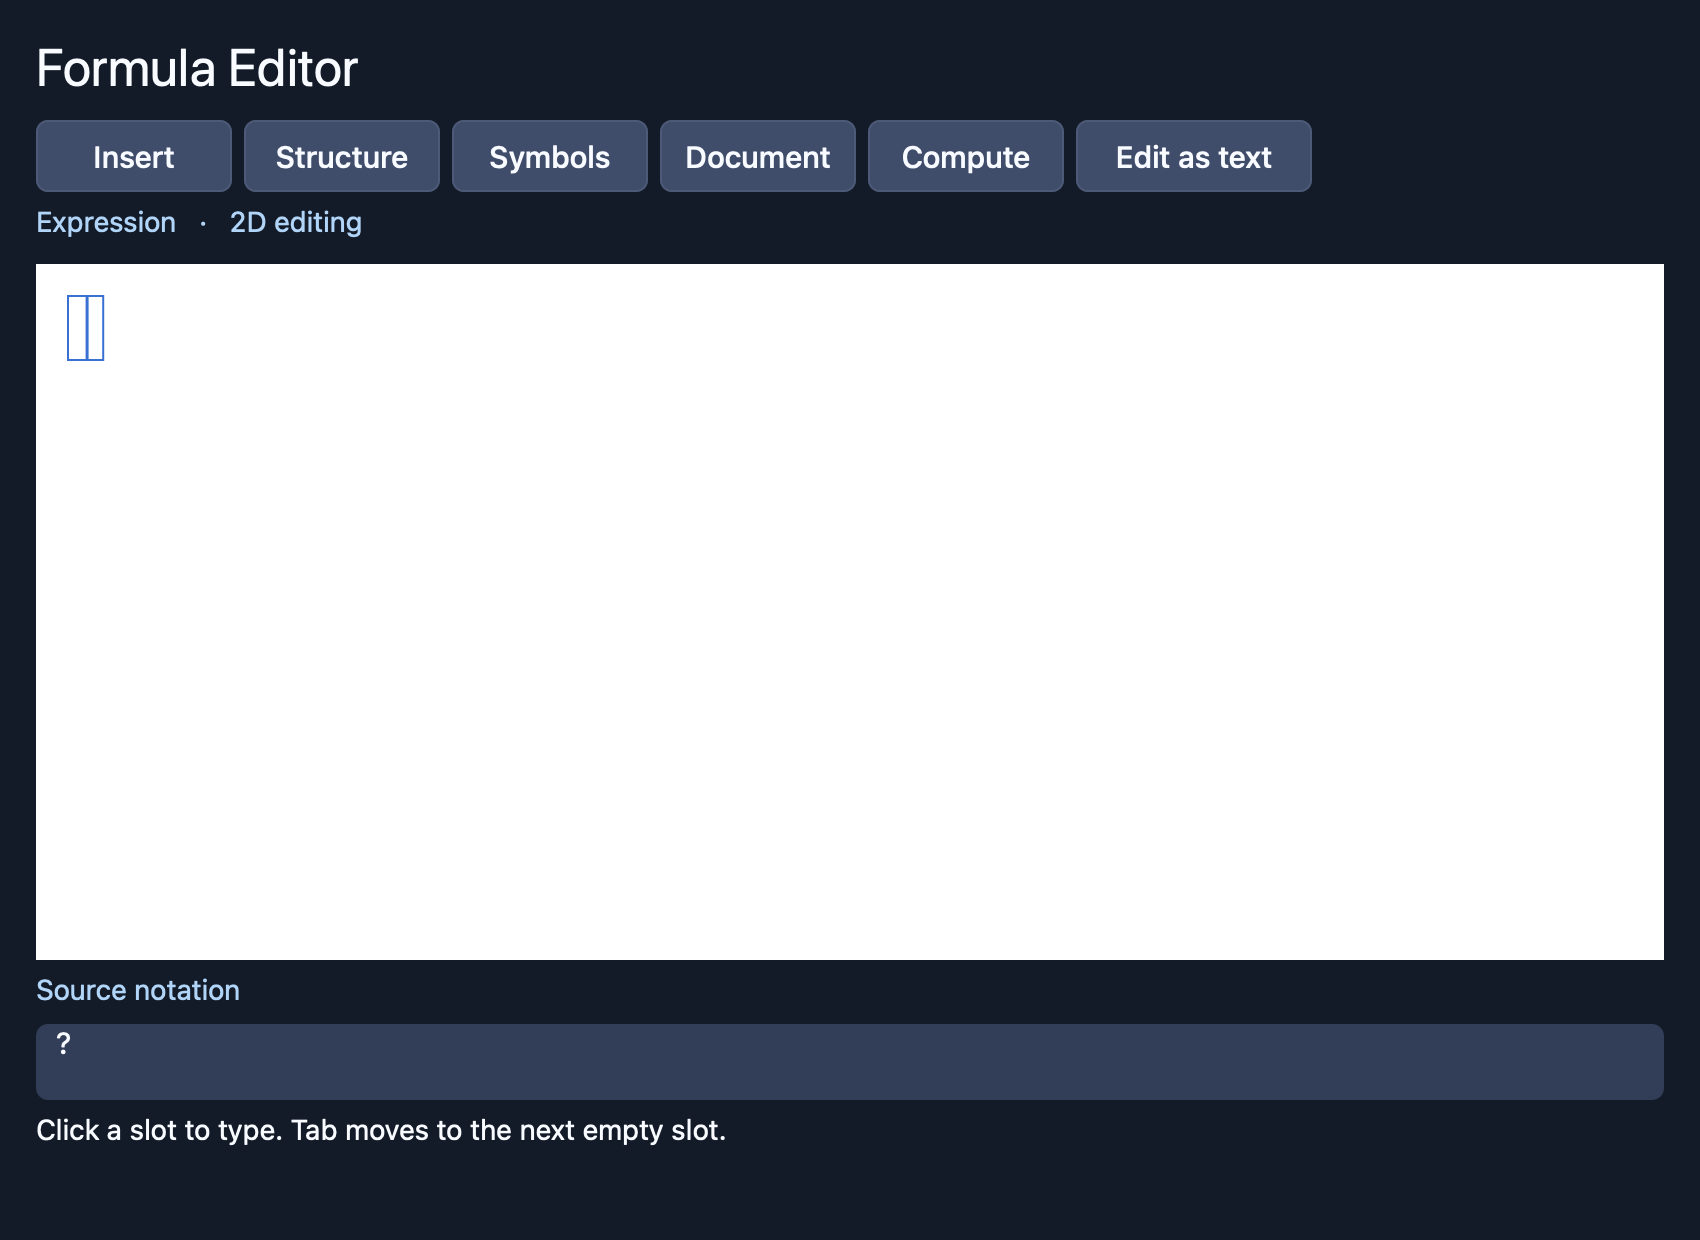 Formula Editor
Insert Structure Symbols Document Compute Edit as text
Expression · 2D editing
Source notation
?
Click a slot to type. Tab moves to the next empty slot.